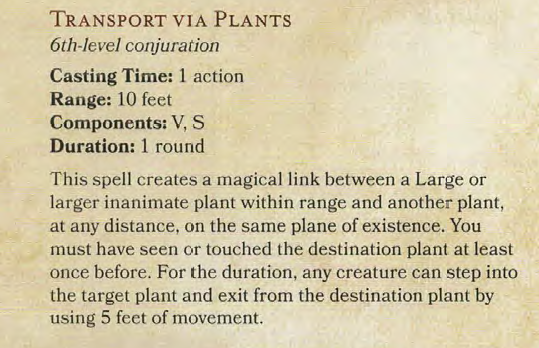 TRANSPORT VIA PLANTS
6th-level conjuration
Casting Time: 1 action
Range: 10 feet
Components: V, S
Duration: 1 round
This spell creates a magical link between a Large or
larger inanimate plant within range and another plant,
at any distance, on the same plane of existence. You
must have seen or touched the destination plant at least
once before. For the duration, any creature can step into
the target plant and exit from the destination plant by
using 5 feet of movement.